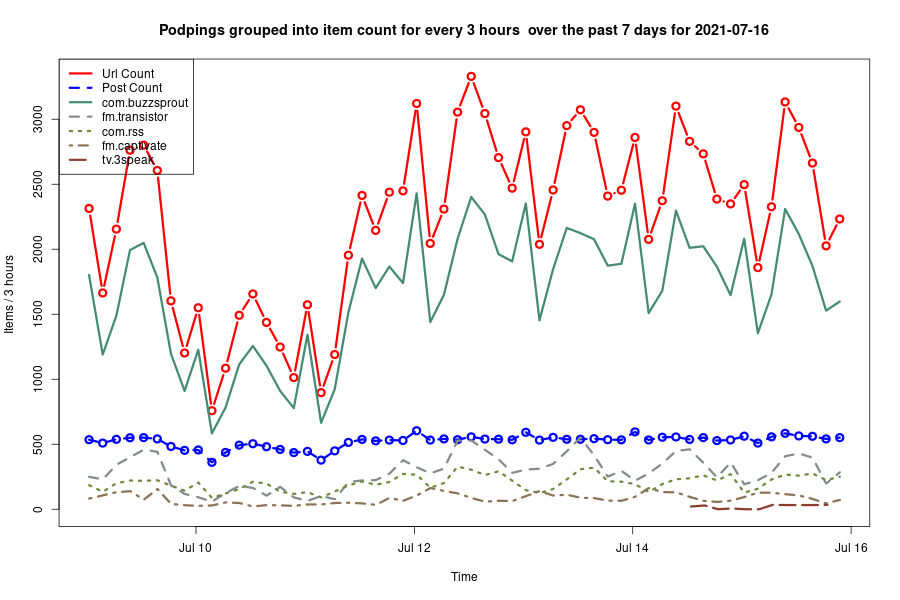 Podpings grouped into item count for every 3 hours over the past 7 days for 2021-07-16
Url Count
Post Count
com.buzzsprout
fm.transistor
com.rss
fm.captivate
tv.3speak
Items / 3 hours
3000
2500
2000
1500
1000
500
0
Jul 10
Jul 12
Jul 14
Jul 16
Time